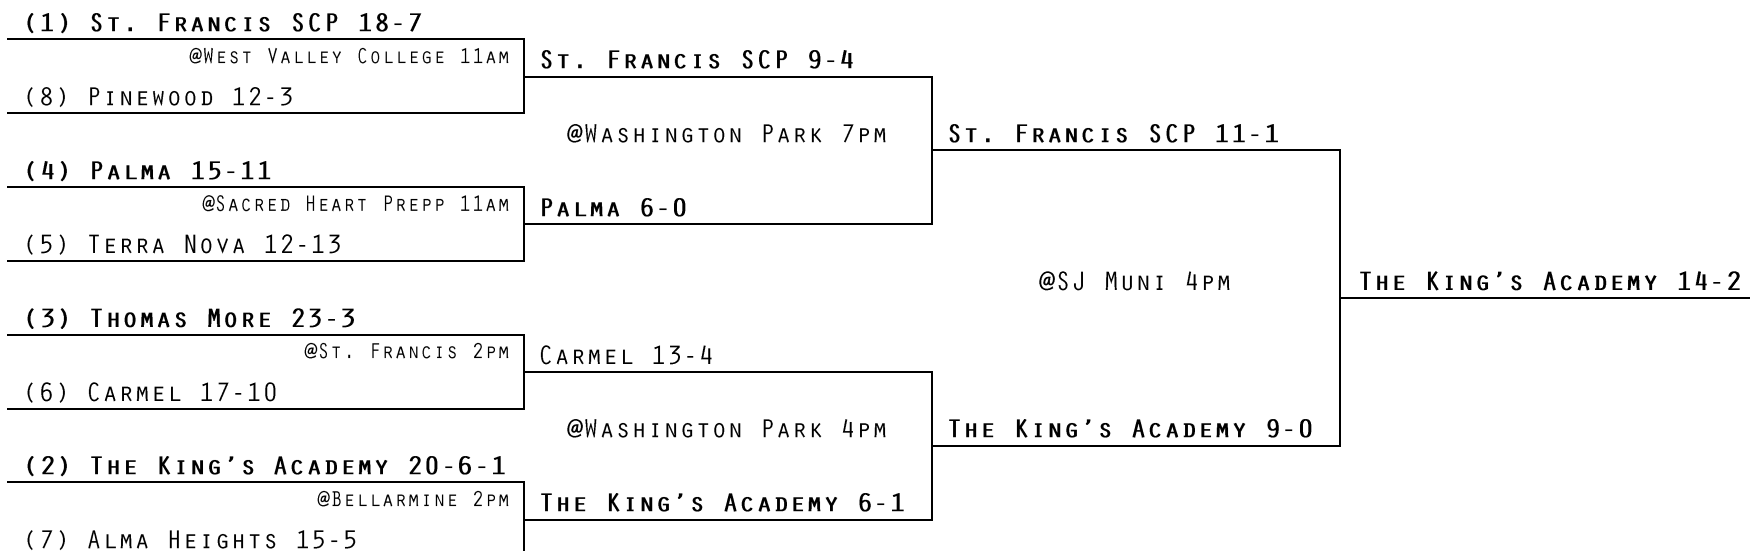 (1) St. Francis SCP 18-7
@West Valley College 11am
(8) Pinewood 12-3
St. Francis SCP 9-4
@Washington Park 7pm
(4) Palma 15-11
@Sacred Heart Prepp 11am
(5) Terra Nova 12-13
Palma 6-0
St. Francis SCP 11-1
@SJ Muni 4pm
The King's Academy 14-2
(3) Thomas More 23-3
@St. Francis 2pm
(6) Carmel 17-10
Carmel 13-4
@Washington Park 4pm
The King's Academy 9-0
(2) The King's Academy 20-6-1
@Bellarmine 2pm
(7) Alma Heights 15-5
The King's Academy 6-1